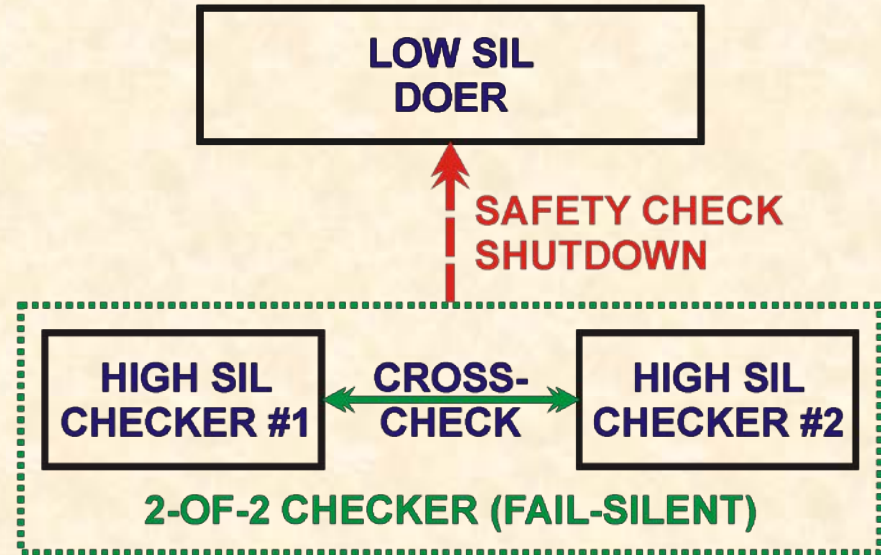 LOW SIL
DOER
SAFETY CHECK
SHUTDOWN
HIGH SIL
CHECKER #1
CROSS-
CHECK
HIGH SIL
CHECKER #2
2-OF-2 CHECKER (FAIL-SILENT)